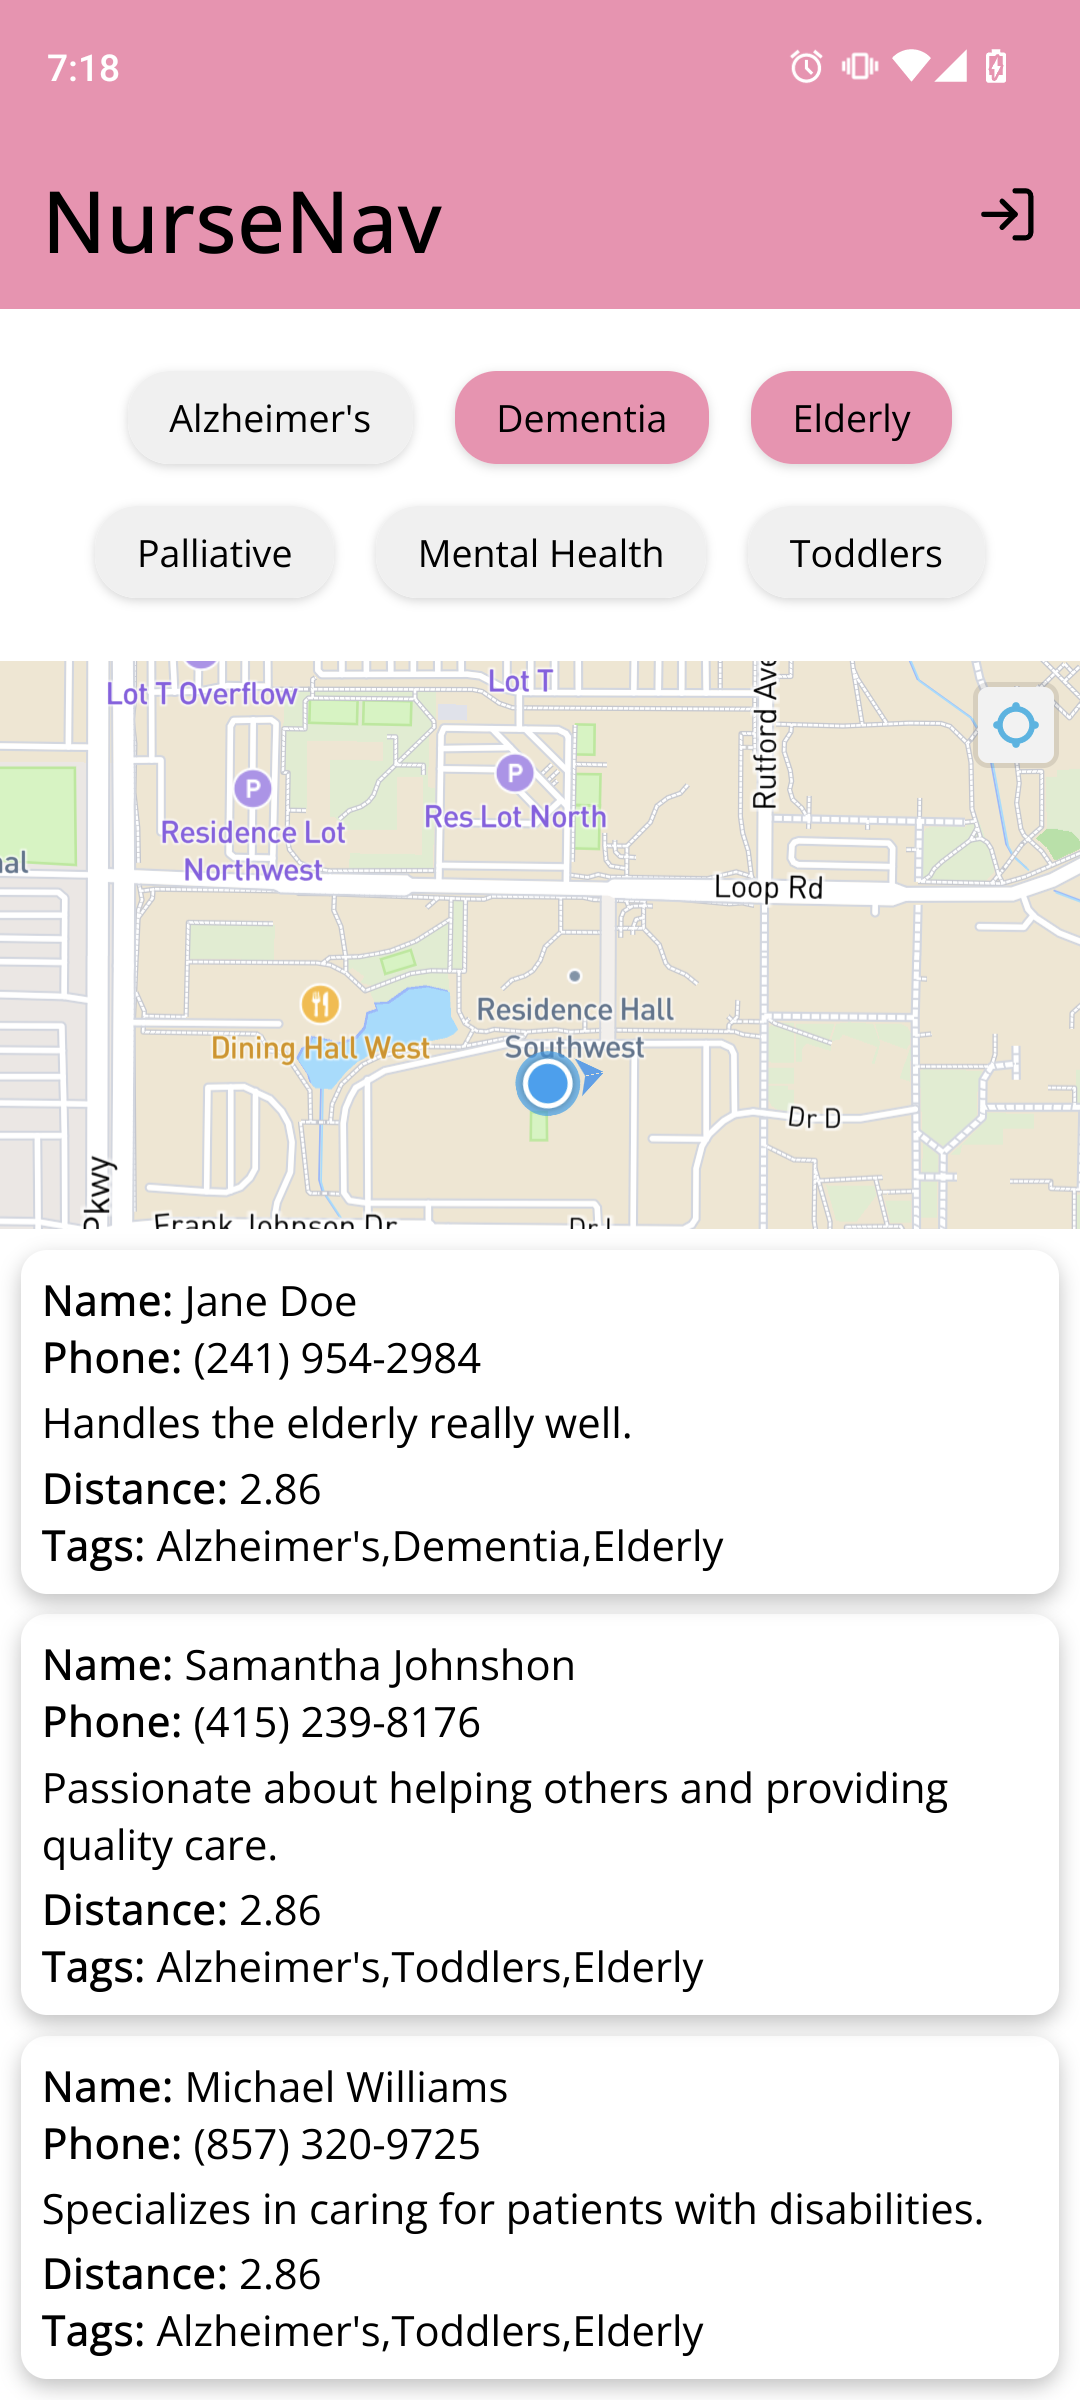 7:18
NurseNav
Alzheimer's
Dementia
Elderly
Palliative
Mental Health
Toddlers
Lot T Overflow
Lot T
Rutford Ave
P
P
Residence Lot
Northwest
Res Lot North
Loop Rd
Residence Hall
Southwest
Dining Hall West
Dr D
Pkwy
Frank Johnson Dr
Name: Jane Doe
Phone: (241) 954-2984
Handles the elderly really well.
Distance: 2.86
Tags: Alzheimer's,Dementia,Elderly
Name: Samantha Johnshon
Phone: (415) 239-8176
Passionate about helping others and providing
quality care.
Distance: 2.86
Tags: Alzheimer's,Toddlers,Elderly
Name: Michael Williams
Phone: (857) 320-9725
Specializes in caring for patients with disabilities.
Distance: 2.86
Tags: Alzheimer's,Toddlers,Elderly